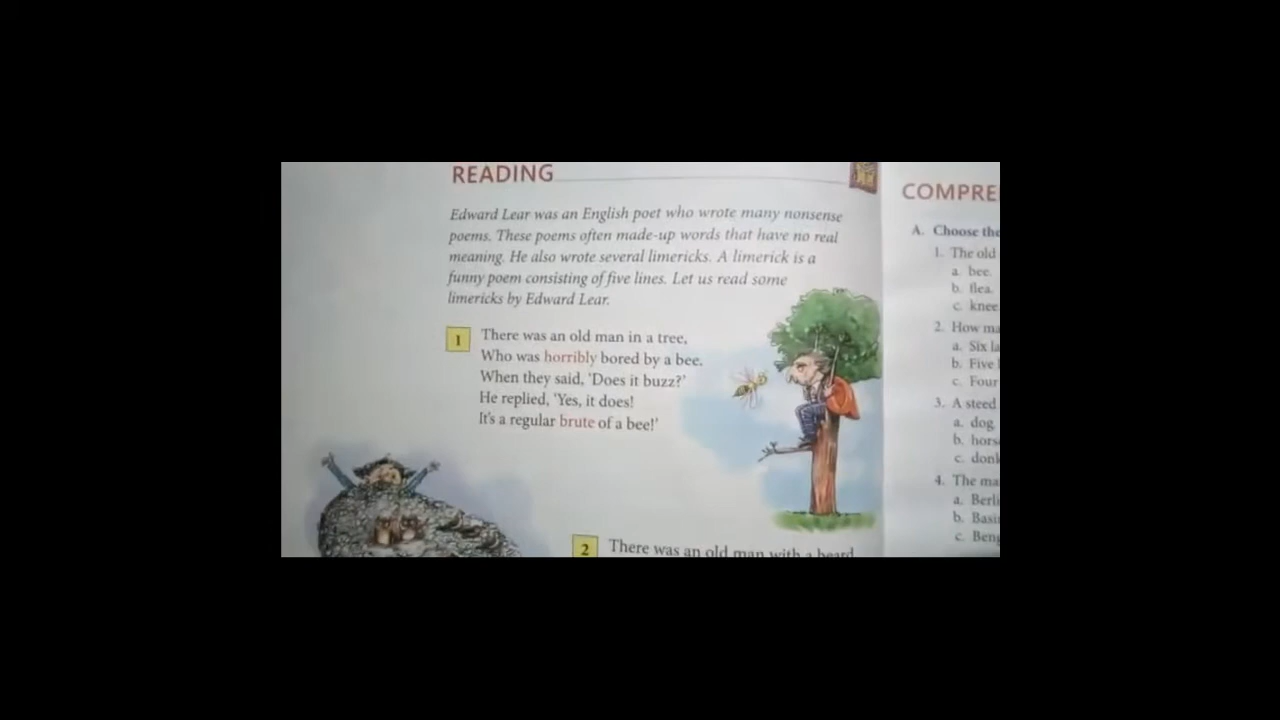 READING
Edward Lear was an English poet who wrote many nonsense
poems. These poems often made-up words that have no real
meaning. He also wrote several limericks. A limerick is a
funny poem consisting of five lines. Let us read some
limericks by Edward Lear.
1
There was an old man in a tree,
Who was horribly bored by a bee.
When they said, 'Does it buzz?'
He replied, 'Yes, it does!
It's a regular brute of a bee!'
2
There was an old man with a beard
COMPRE
A. Choose the
1. The old
a. bee.
b. flea.
c. knee
2. How ma
a. Six la
b. Five
c. Four
3. A steed
a. dog
b. hors
c. donk
4. The ma
a. Berli
b. Basi
c. Beng